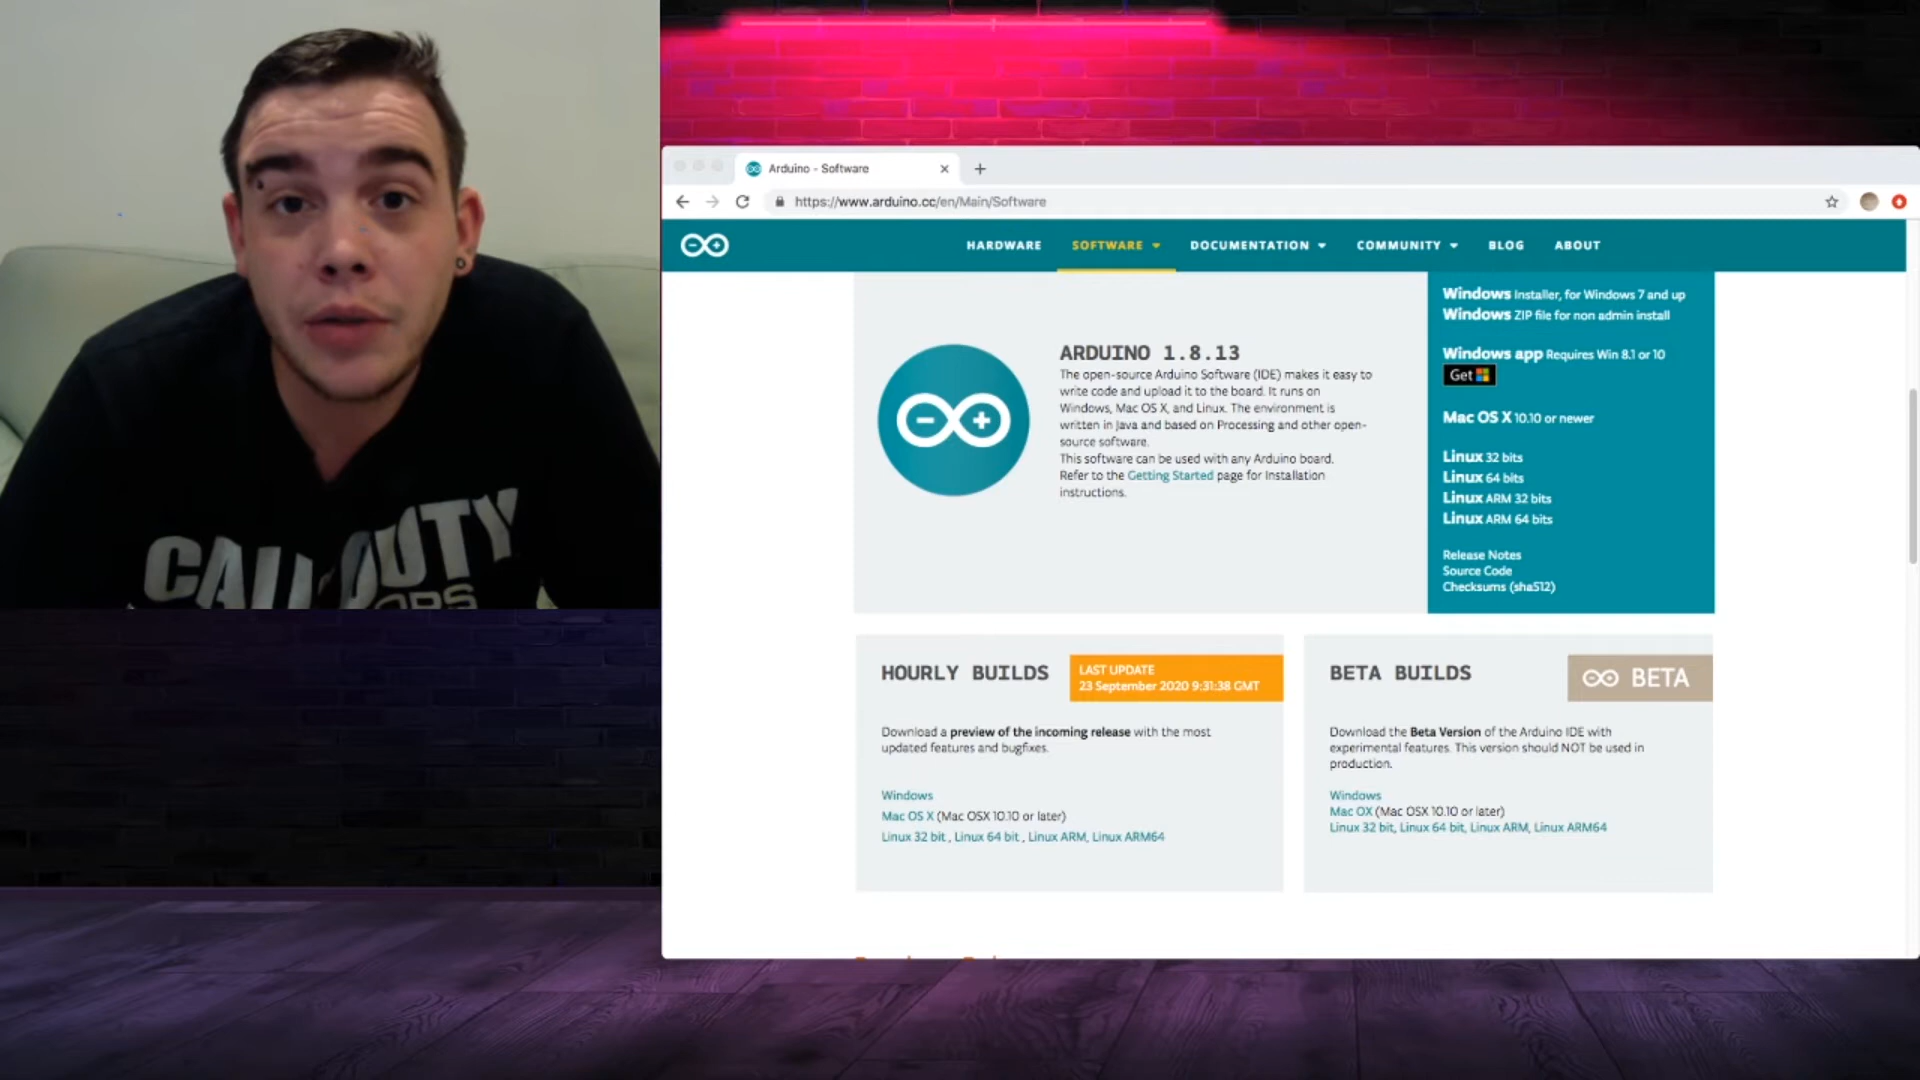 CALL OF DUTY
OPS
Arduino - Software
https://www.arduino.cc/en/Main/Software
HARDWARE SOFTWARE DOCUMENTATION COMMUNITY BLOG ABOUT
ARDUINO 1.8.13
The open-source Arduino Software (IDE) makes it easy to
write code and upload it to the board. It runs on
Windows, Mac OS X, and Linux. The environment is
written in Java and based on Processing and other open-
source software.
This software can be used with any Arduino board.
Refer to the Getting Started page for Installation
instructions.
Windows Installer, for Windows 7 and up
Windows ZIP file for non admin install
Windows app Requires Win 8.1 or 10
Get
Mac OS X 10.10 or newer
Linux 32 bits
Linux 64 bits
Linux ARM 32 bits
Linux ARM 64 bits
Release Notes
Source Code
Checksums (sha512)
HOURLY BUILDS
LAST UPDATE
23 September 2020 9:31:38 GMT
Download a preview of the incoming release with the most
updated features and bugfixes.
Windows
Mac OS X (Mac OSX 10.10 or later)
Linux 32 bit , Linux 64 bit , Linux ARM, Linux ARM64
BETA BUILDS
BETA
Download the Beta Version of the Arduino IDE with
experimental features. This version should NOT be used in
production.
Windows
Mac OX (Mac OSX 10.10 or later)
Linux 32 bit, Linux 64 bit, Linux ARM, Linux ARM64